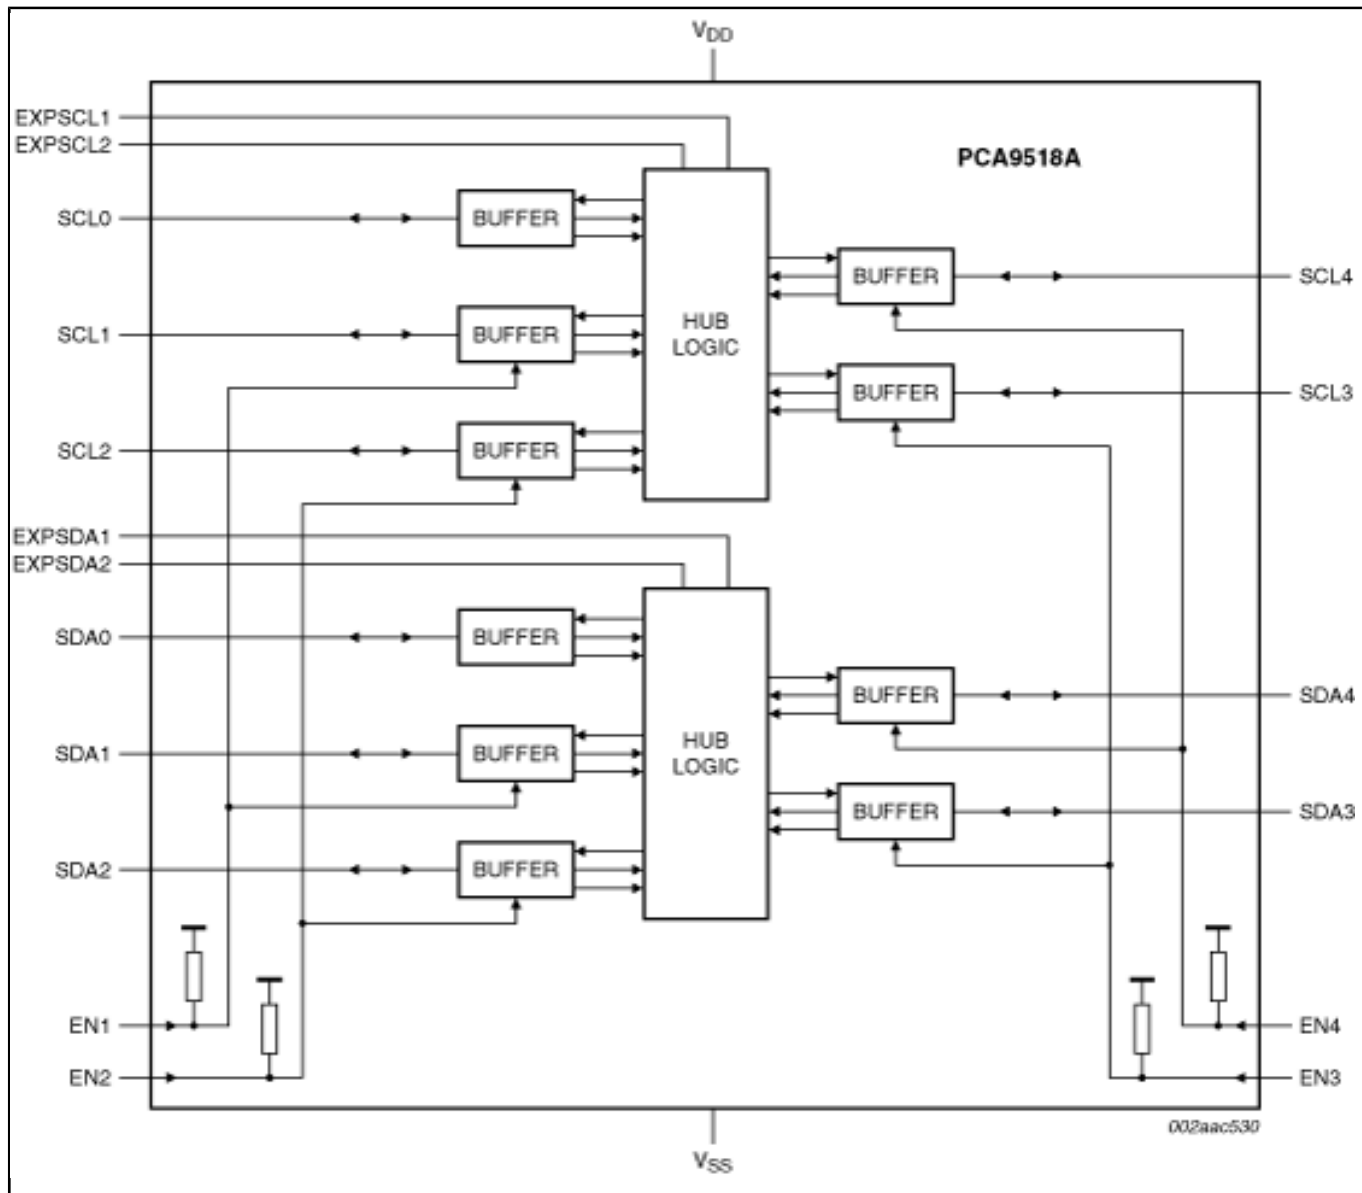 VDD
EXPSCL1
EXPSCL2
PCA9518A
SCL0
BUFFER
BUFFER
SCL4
SCL1
BUFFER
HUB
LOGIC
BUFFER
SCL3
SCL2
BUFFER
EXPSDA1
EXPSDA2
SDA0
BUFFER
BUFFER
SDA4
SDA1
BUFFER
HUB
LOGIC
BUFFER
SDA3
SDA2
BUFFER
EN1
EN4
EN2
EN3
002aac530
VSS